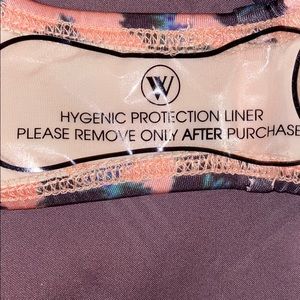 W
HYGENIC PROTECTION LINER
PLEASE REMOVE ONLY AFTER PURCHASE